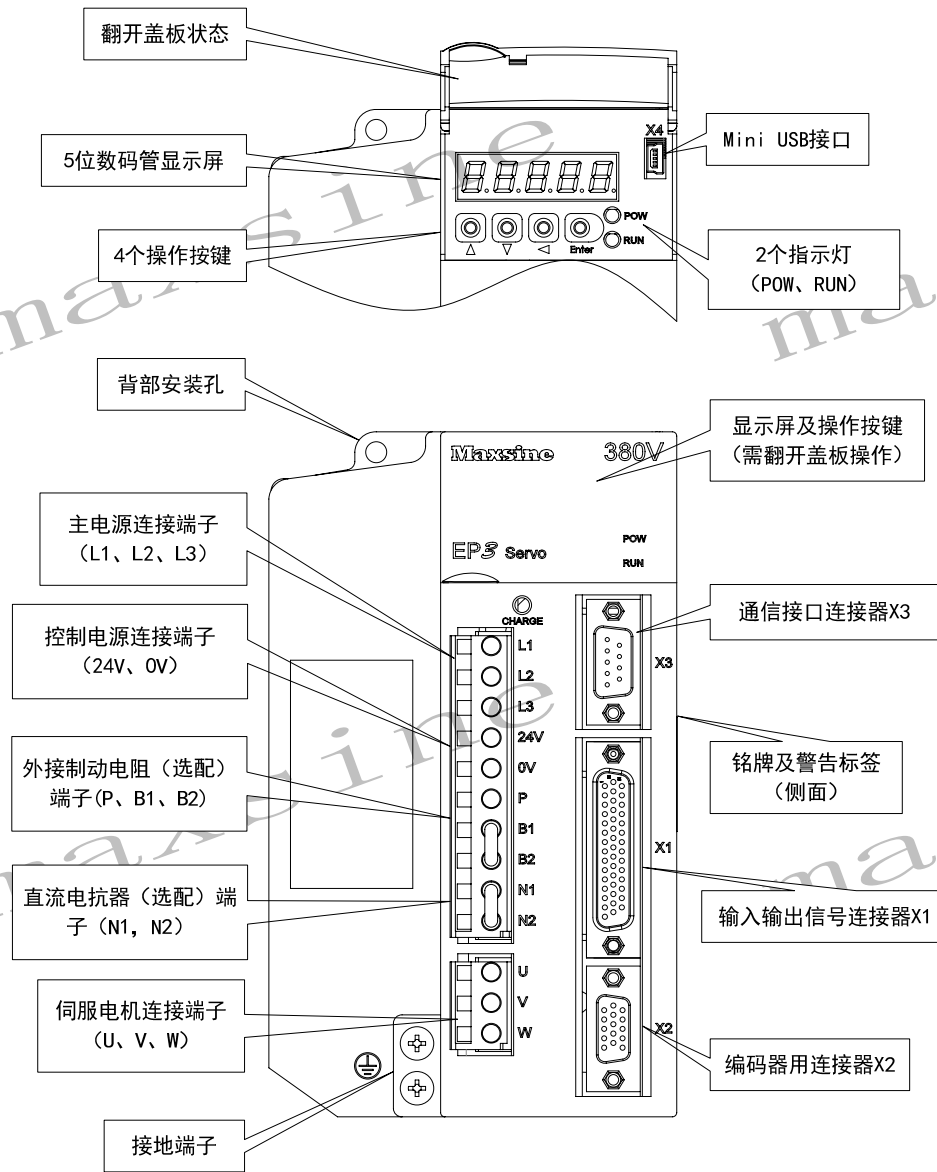 翻开盖板状态
5位数码管显示屏
4个操作按键
X4
Mini USB接口
POW
RUN
Enter
2个指示灯
（POW、RUN）
maxsine
ma
背部安装孔
Maxsine
380V
显示屏及操作按键
（需翻开盖板操作）
EP3 Servo
POW
RUN
主电源连接端子
（L1、L2、L3）
控制电源连接端子
（24V、0V）
外接制动电阻（选配）
端子(P、B1、B2)
直流电抗器（选配）端
子（N1, N2）
伺服电机连接端子
（U、V、W）
接地端子
CHARGE
L1
L2
L3
24V
0V
P
B1
B2
N1
N2
U
V
W
X3
X1
X2
通信接口连接器X3
铭牌及警告标签
（侧面）
输入输出信号连接器X1
编码器用连接器X2
maxsine
ma